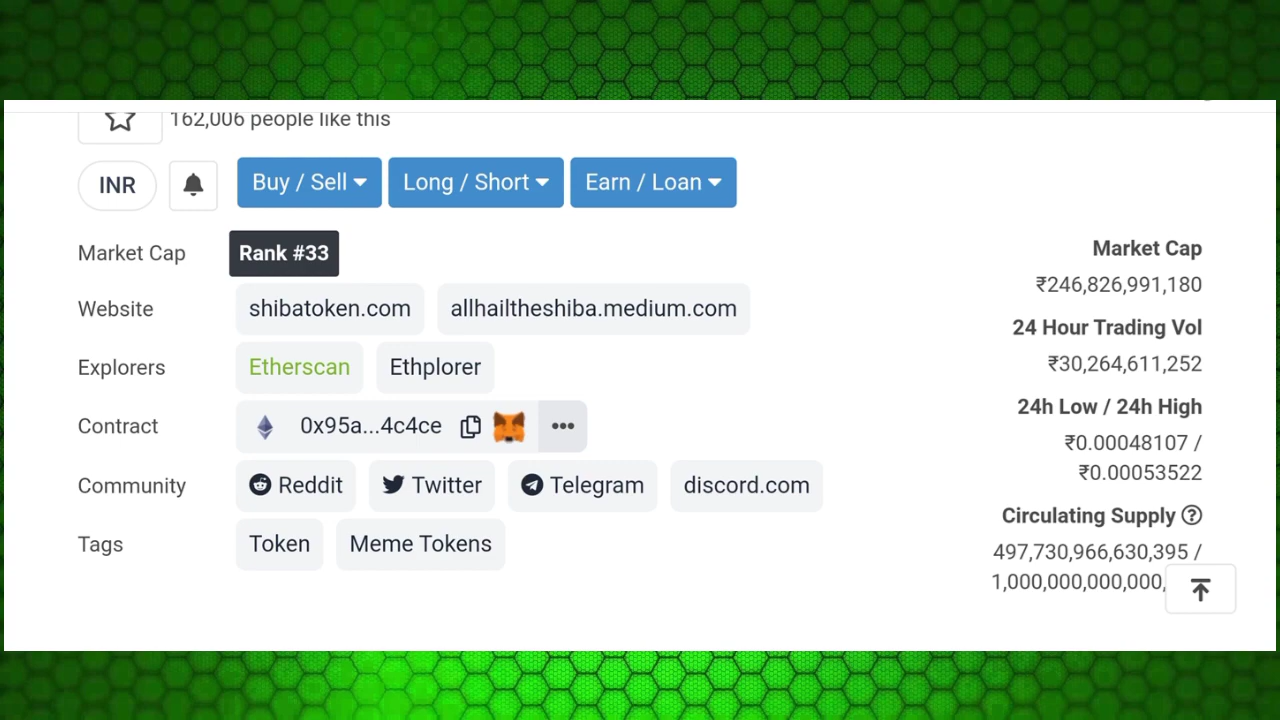 162,006 people like this
INR Buy / Sell Long / Short Earn / Loan
Market Cap Rank #33
Website shibatoken.com allhailtheshiba.medium.com
Explorers Etherscan Ethplorer
Contract 0x95a...4c4ce •••
Community Reddit Twitter Telegram discord.com
Tags Token Meme Tokens
Market Cap
₹246,826,991,180
24 Hour Trading Vol
₹30,264,611,252
24h Low / 24h High
₹0.00048107 /
₹0.00053522
Circulating Supply
497,730,966,630,395 /
1,000,000,000,000,